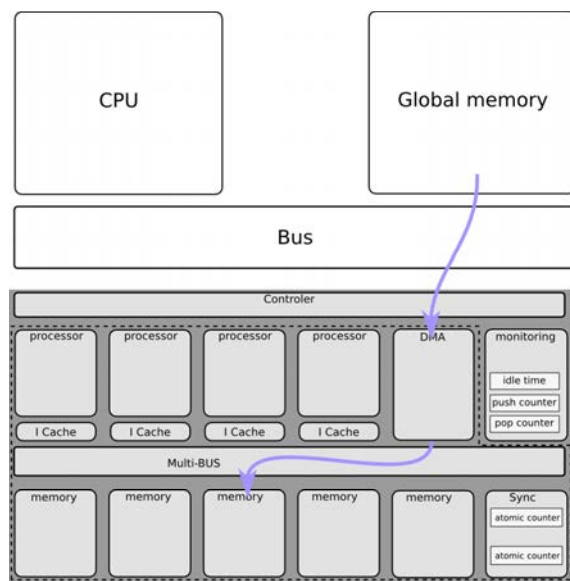 CPU
Global memory
Bus
Controler
processor processor processor processor DMA monitoring
idle time
push counter
pop counter
I Cache I Cache I Cache I Cache
Multi-BUS
memory memory memory memory memory Sync
atomic counter
atomic counter